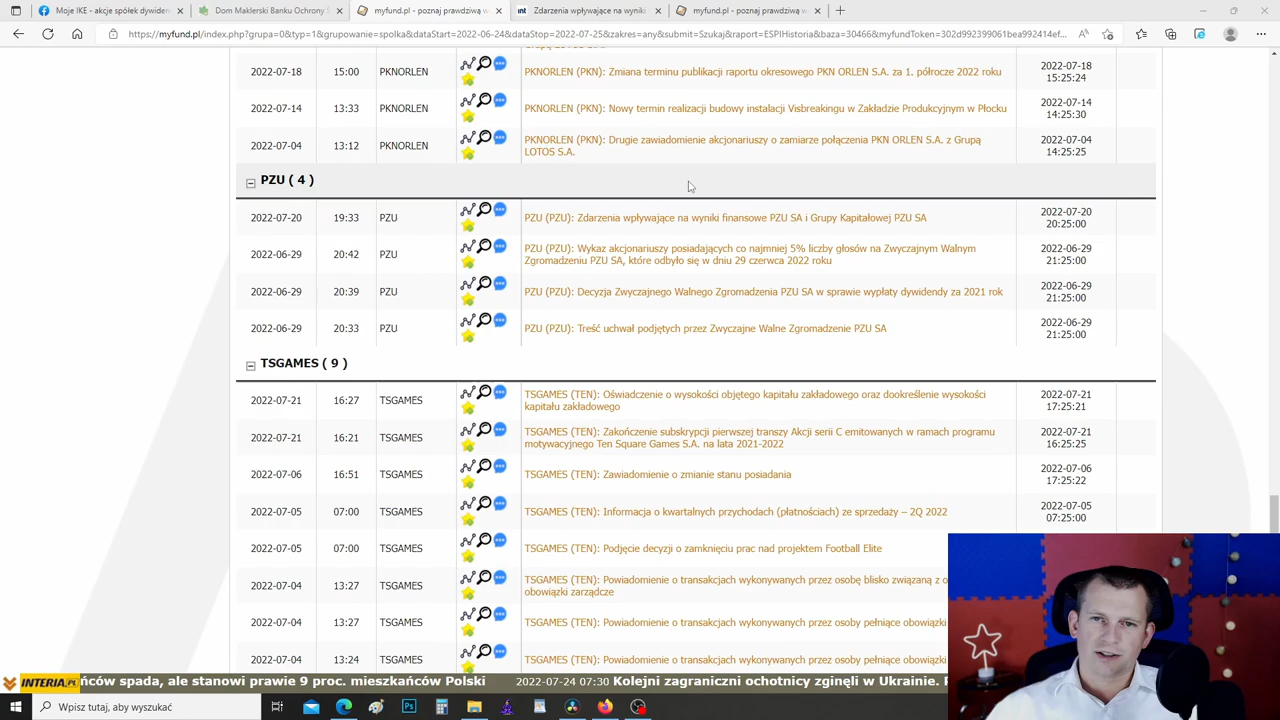 Moje IKE - akcje spółek dywiden
Dom Maklerski Banku Ochrony
myfund.pl - poznaj prawdziwą w
Zdarzenia wpływające na wyniki
myfund.pl - poznaj prawdziwą w
https://myfund.pl/index.php?grupa=0&typ=1&grupowanie=spolka&dataStart=2022-06-24&dataStop=2022-07-25&zakres=any&submit=Szukaj&raport=ESPIHistoria&baza=30466&myfundToken=302d992399061bea992414ef...
2022-07-18 15:00 PKNORLEN PKNORLEN (PKN): Zmiana terminu publikacji raportu okresowego PKN ORLEN S.A. za 1. półrocze 2022 roku 2022-07-18
15:25:24
2022-07-14 13:33 PKNORLEN PKNORLEN (PKN): Nowy termin realizacji budowy instalacji Visbreakingu w Zakładzie Produkcyjnym w Płocku 2022-07-14
14:25:30
2022-07-04 13:12 PKNORLEN PKNORLEN (PKN): Drugie zawiadomienie akcjonariuszy o zamiarze połączenia PKN ORLEN S.A. z Grupą 2022-07-04
LOTOS S.A. 14:25:25
PZU ( 4 )
2022-07-20 19:33 PZU PZU (PZU): Zdarzenia wpływające na wyniki finansowe PZU SA i Grupy Kapitałowej PZU SA 2022-07-20
20:25:00
2022-06-29 20:42 PZU PZU (PZU): Wykaz akcjonariuszy posiadających co najmniej 5% liczby głosów na Zwyczajnym Walnym 2022-06-29
Zgromadzeniu PZU SA, które odbyło się w dniu 29 czerwca 2022 roku 21:25:00
2022-06-29 20:39 PZU PZU (PZU): Decyzja Zwyczajnego Walnego Zgromadzenia PZU SA w sprawie wypłaty dywidendy za 2021 rok 2022-06-29
21:25:00
2022-06-29 20:33 PZU PZU (PZU): Treść uchwał podjętych przez Zwyczajne Walne Zgromadzenie PZU SA 2022-06-29
21:25:00
TSGAMES ( 9 )
2022-07-21 16:27 TSGAMES TSGAMES (TEN): Oświadczenie o wysokości objętego kapitału zakładowego oraz dookreślenie wysokości 2022-07-21
kapitału zakładowego 17:25:21
2022-07-21 16:21 TSGAMES TSGAMES (TEN): Zakończenie subskrypcji pierwszej transzy Akcji serii C emitowanych w ramach programu 2022-07-21
motywacyjnego Ten Square Games S.A. na lata 2021-2022 16:25:25
2022-07-06 16:51 TSGAMES TSGAMES (TEN): Zawiadomienie o zmianie stanu posiadania 2022-07-06
17:25:22
2022-07-05 07:00 TSGAMES TSGAMES (TEN): Informacja o kwartalnych przychodach (płatnościach) ze sprzedaży – 2Q 2022 2022-07-05
07:25:00
2022-07-05 07:00 TSGAMES TSGAMES (TEN): Podjęcie decyzji o zamknięciu prac nad projektem Football Elite
2022-07-04 13:27 TSGAMES TSGAMES (TEN): Powiadomienie o transakcjach wykonywanych przez osobę blisko związaną z o
obowiązki zarządcze
2022-07-04 13:27 TSGAMES TSGAMES (TEN): Powiadomienie o transakcjach wykonywanych przez osoby pełniące obowiązki
2022-07-04 13:24 TSGAMES TSGAMES (TEN): Powiadomienie o transakcjach wykonywanych przez osoby pełniące obowiązki
INTERIA.PL ńców spada, ale stanowi prawie 9 proc. mieszkańców Polski 2022-07-24 07:30 Kolejni zagraniczni ochotnicy zginęli w Ukrainie.
Wpisz tutaj, aby wyszukać